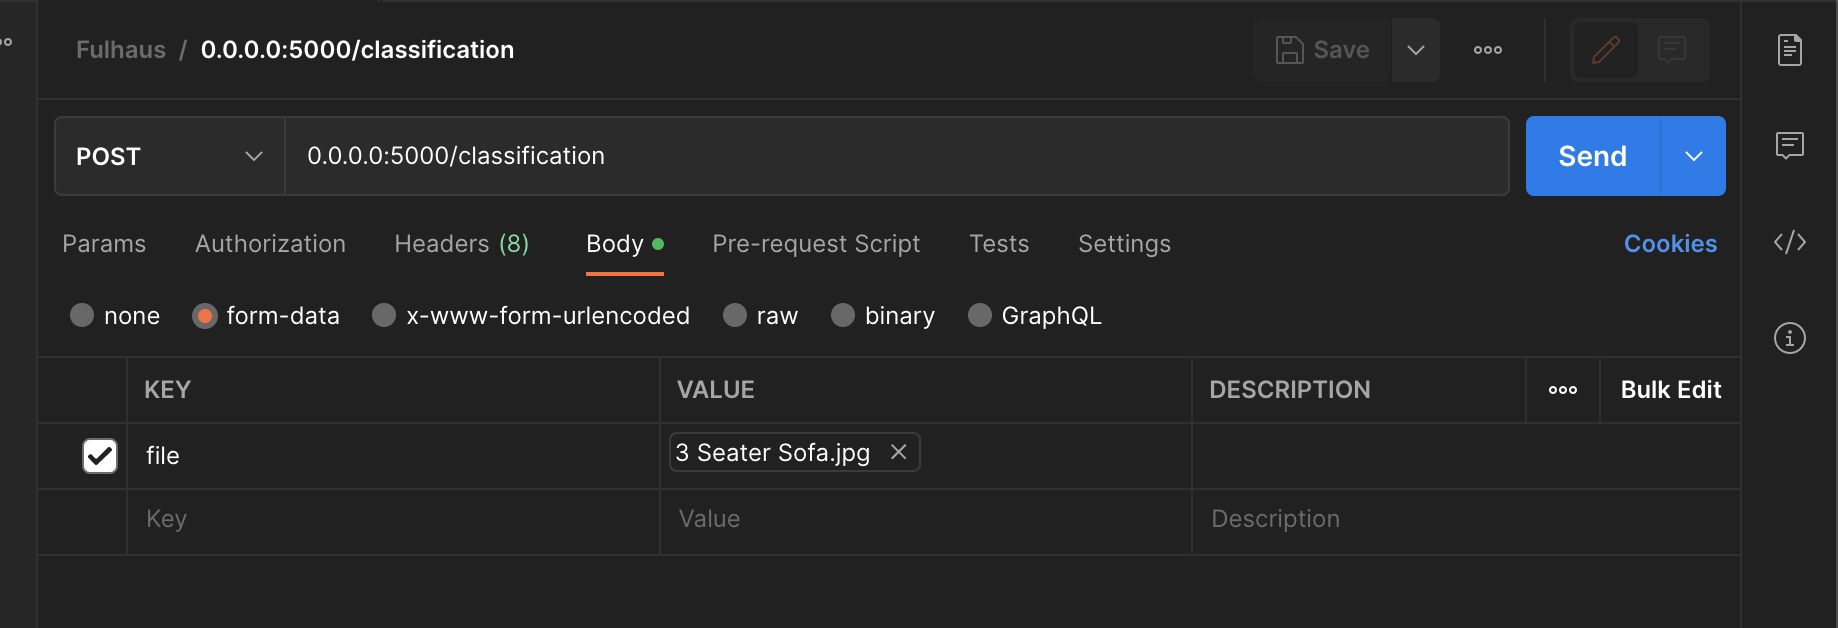 Fulhaus / 0.0.0.0:5000/classification
Save
POST
0.0.0.0:5000/classification
Send
Params Authorization Headers (8) Body Pre-request Script Tests Settings Cookies
none form-data x-www-form-urlencoded raw binary GraphQL
KEY VALUE DESCRIPTION Bulk Edit
file 3 Seater Sofa.jpg
Key Value Description